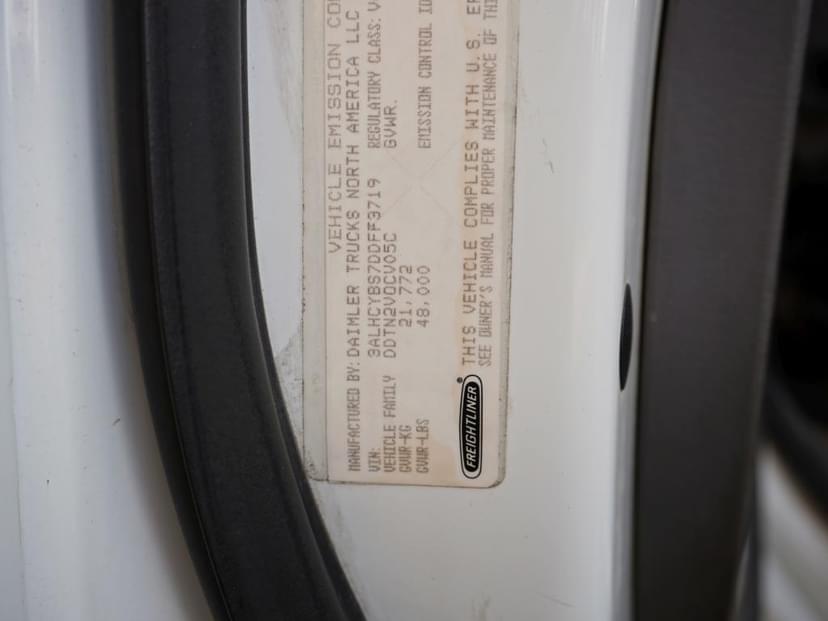 VEHICLE EMISSION
MANUFACTURED BY: DAIMLER TRUCKS NORTH AMERICA LLC
VIN: 3ALHCYBS7DDFF3719 REGULATORY CLASS:
VEHICLE FAMILY DDTN2VOCV05C GVWR.
GVWR-KG 21,772
GVWR-LBS 48,000 EMISSION CONTROL
FREIGHTLINER
THIS VEHICLE COMPLIES WITH U.S.
SEE OWNER'S MANUAL FOR PROPER MAINTENANCE OF